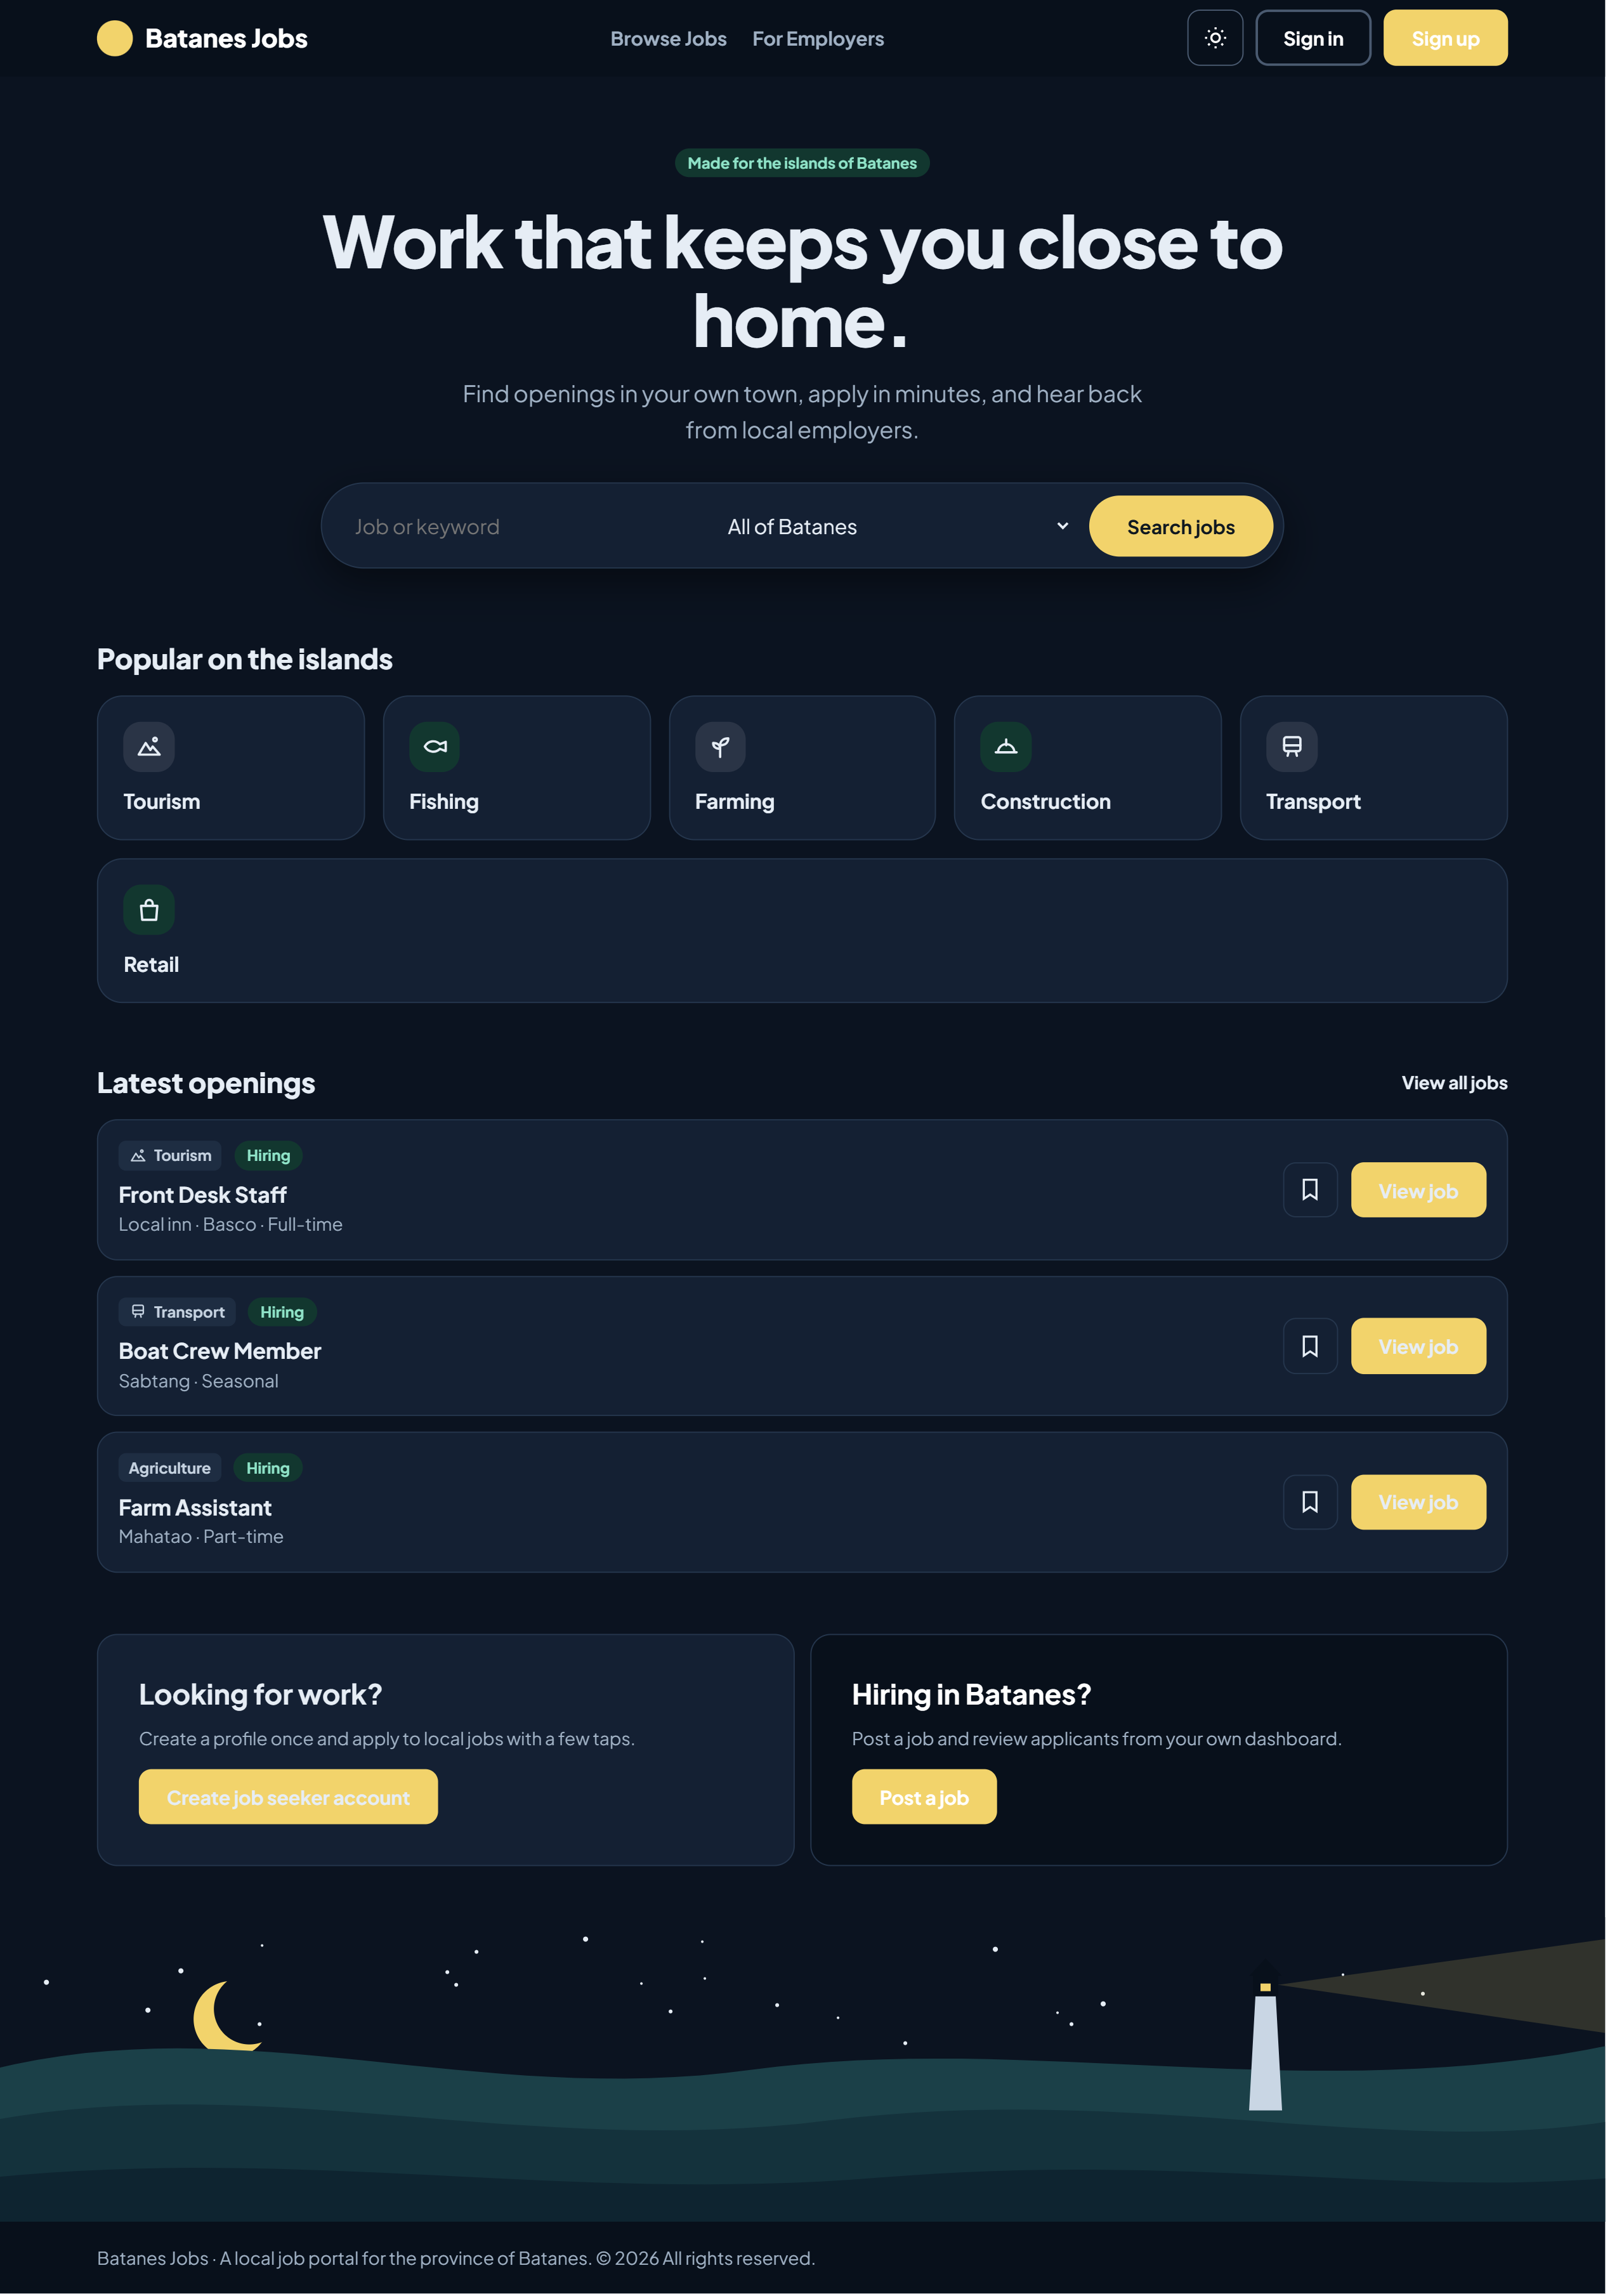 Batanes Jobs
Browse Jobs
For Employers
Sign in
Sign up
Made for the islands of Batanes
Work that keeps you close to
home.
Find openings in your own town, apply in minutes, and hear back
from local employers.
Job or keyword
All of Batanes
Search jobs
Popular on the islands
Tourism
Fishing
Farming
Construction
Transport
Retail
Latest openings
View all jobs
Tourism
Hiring
Front Desk Staff
Local inn · Basco · Full-time
View job
Transport
Hiring
Boat Crew Member
Sabtang · Seasonal
View job
Agriculture
Hiring
Farm Assistant
Mahatao · Part-time
View job
Looking for work?
Create a profile once and apply to local jobs with a few taps.
Create job seeker account
Hiring in Batanes?
Post a job and review applicants from your own dashboard.
Post a job
Batanes Jobs · A local job portal for the province of Batanes. © 2026 All rights reserved.